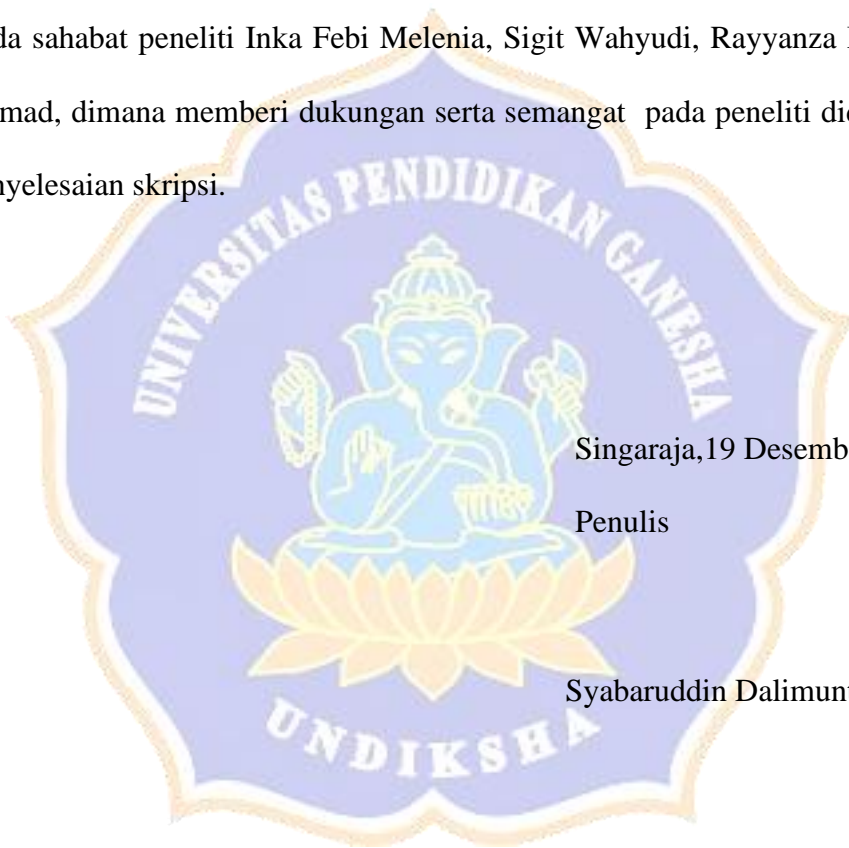 da sahabat peneliti Inka Febi Melenia, Sigit Wahyudi, Rayyanza
mad, dimana memberi dukungan serta semangat pada peneliti
nyelesaian skripsi.
UNIVERSITAS PENDIDIKAN GANESHA
Singaraja,19 Desemb
Penulis
Syabaruddin Dalimun
UNDIKSHA